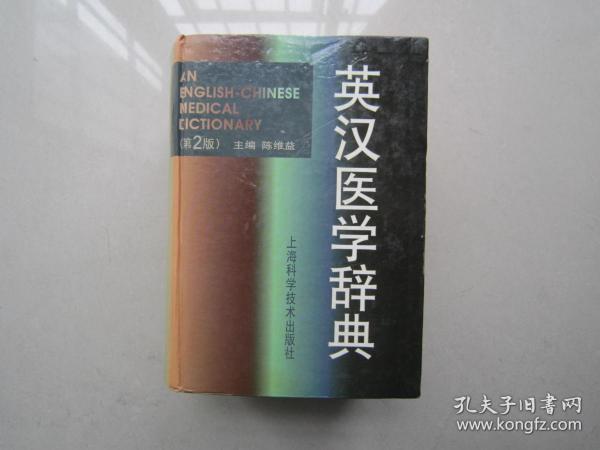 AN
ENGLISH-CHINESE
MEDICAL
DICTIONARY
(第2版) 主编 陈维益
英汉医学辞典
上海科学技术出版社
孔夫子旧书网
www.kongfz.com